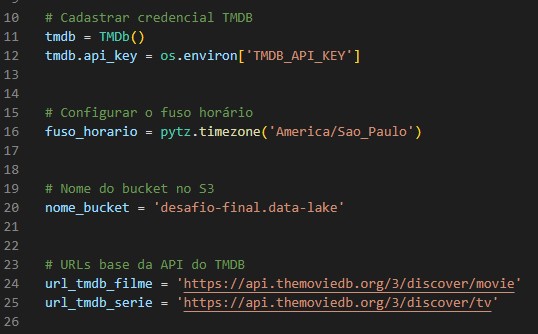 10 # Cadastrar credencial TMDB
11 tmdb = TMDb()
12 tmdb.api_key = os.environ['TMDB_API_KEY']
13
14
15 # Configurar o fuso horário
16 fuso_horario = pytz.timezone('America/Sao_Paulo')
17
18
19 # Nome do bucket no S3
20 nome_bucket = 'desafio-final.data-lake'
21
22
23 # URLs base da API do TMDB
24 url_tmdb_filme = 'https://api.themoviedb.org/3/discover/movie'
25 url_tmdb_serie = 'https://api.themoviedb.org/3/discover/tv'
26